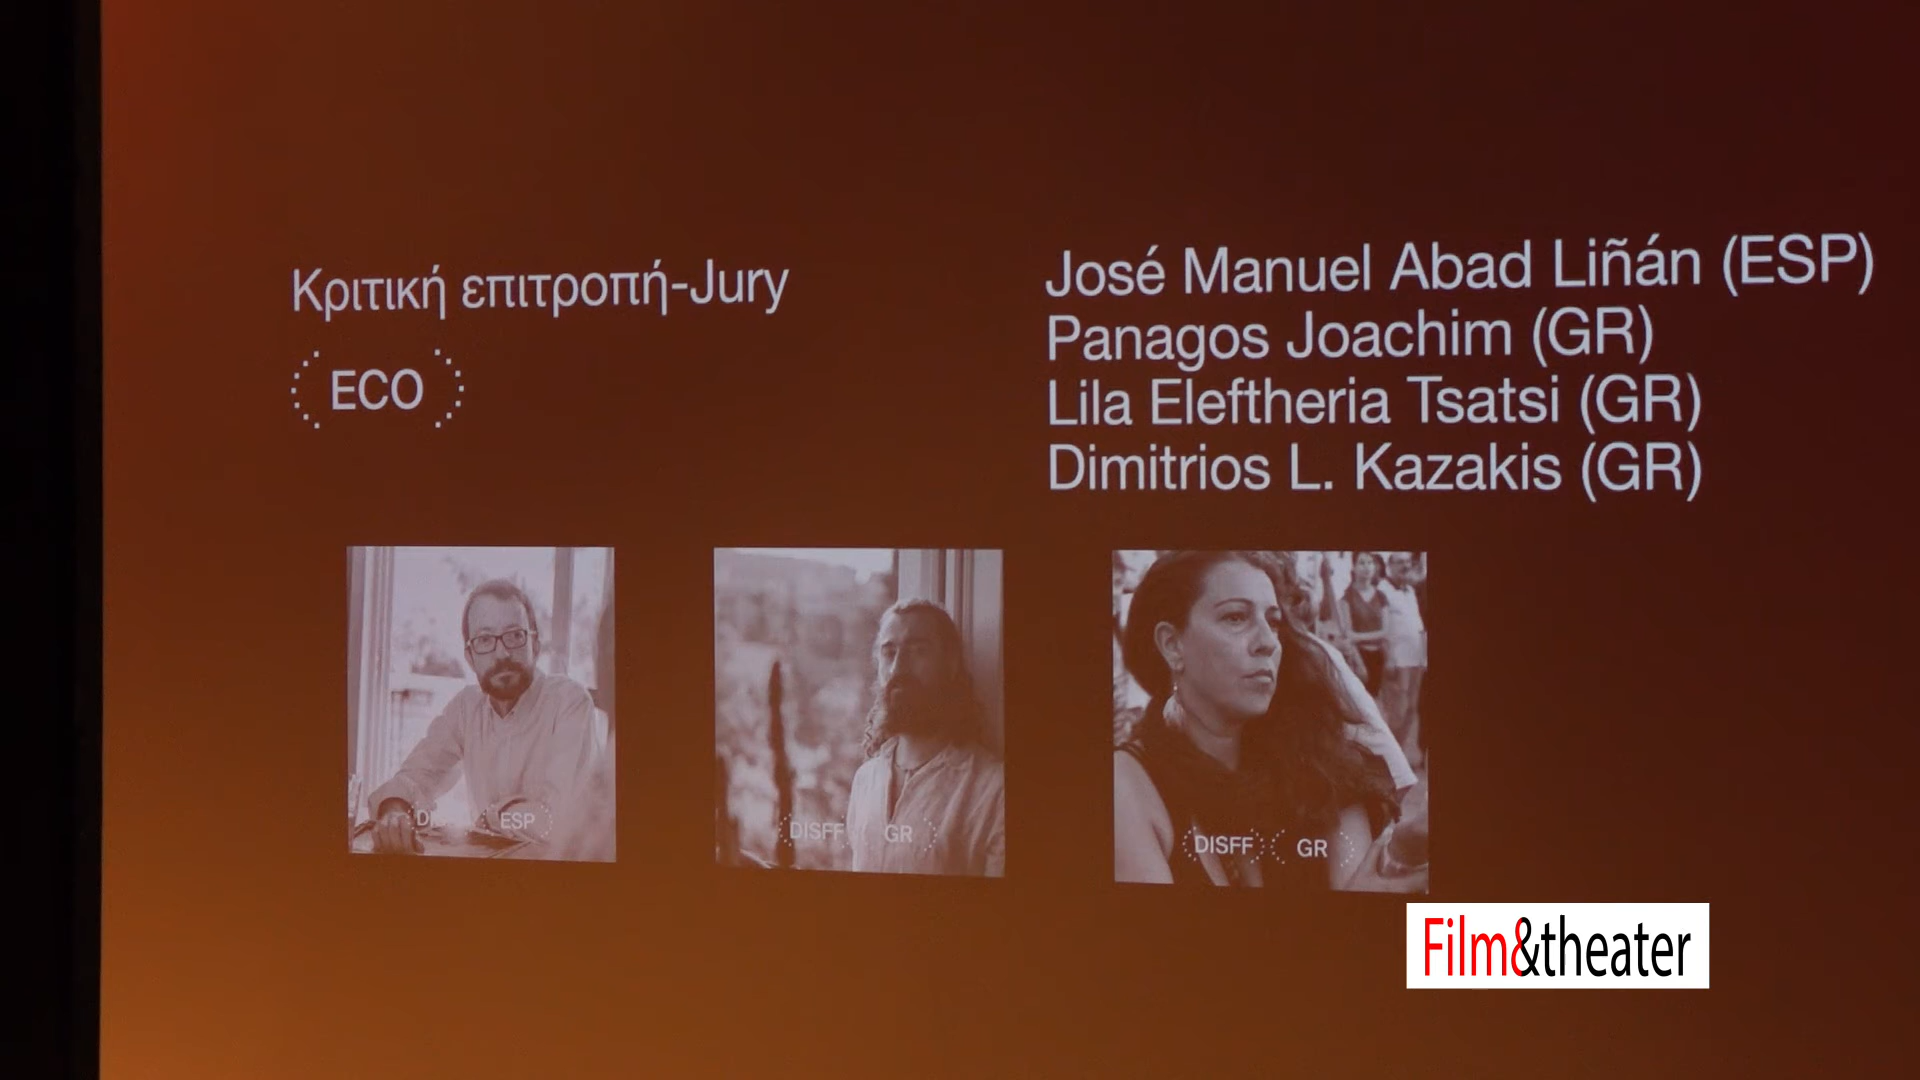 Κριτική επιτροπή-Jury
ECO
José Manuel Abad Liñán (ESP)
Panagos Joachim (GR)
Lila Eleftheria Tsatsi (GR)
Dimitrios L. Kazakis (GR)
ESP
DISFF GR
DISFF GR
Film&theater